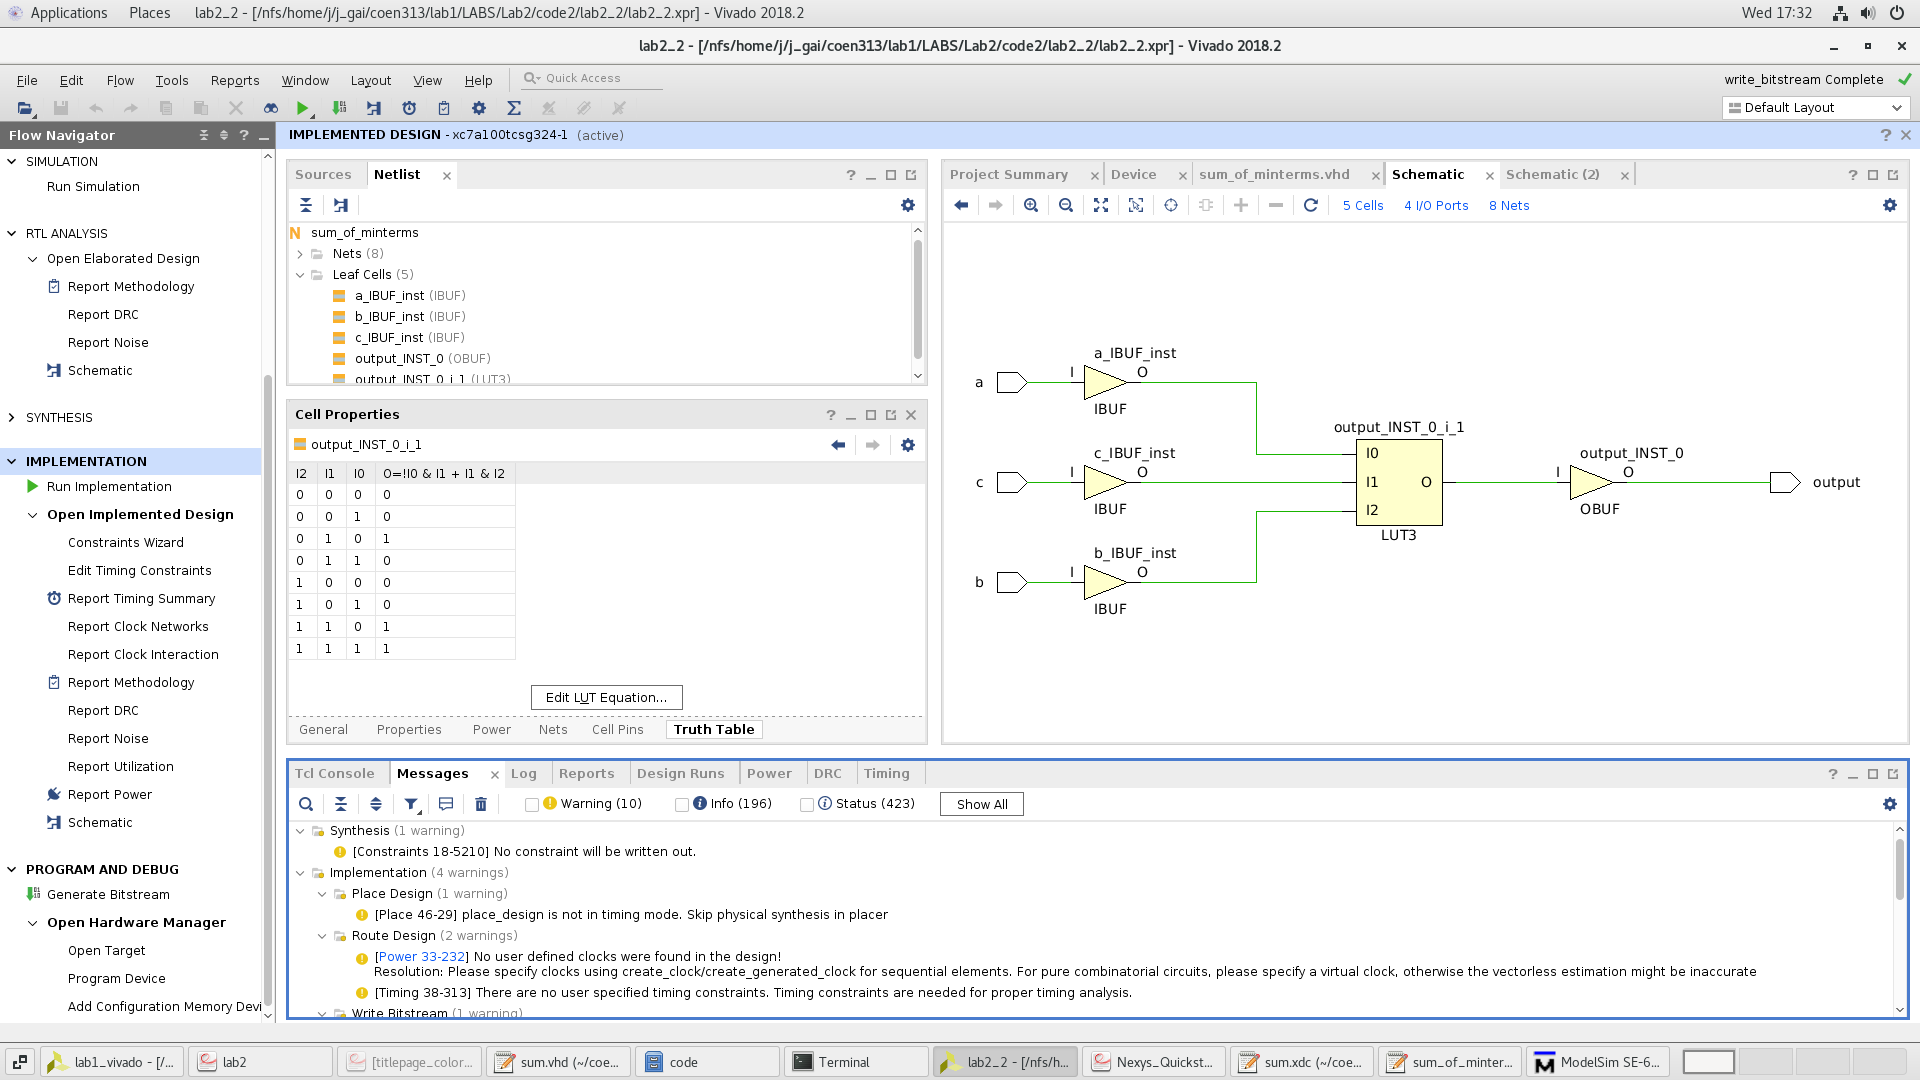 Applications Places lab2_2 - [/nfs/home/j/j_gai/coen313/lab1/LABS/Lab2/code2/lab2_2/lab2_2.xpr] - Vivado 2018.2 Wed 17:32
lab2_2 - [/nfs/home/j/j_gai/coen313/lab1/LABS/Lab2/code2/lab2_2/lab2_2.xpr] - Vivado 2018.2
File Edit Flow Tools Reports Window Layout View Help Quick Access write_bitstream Complete
Default Layout
Flow Navigator
SIMULATION
Run Simulation
RTL ANALYSIS
Open Elaborated Design
Report Methodology
Report DRC
Report Noise
Schematic
SYNTHESIS
IMPLEMENTATION
Run Implementation
Open Implemented Design
Constraints Wizard
Edit Timing Constraints
Report Timing Summary
Report Clock Networks
Report Clock Interaction
Report Methodology
Report DRC
Report Noise
Report Utilization
Report Power
Schematic
PROGRAM AND DEBUG
Generate Bitstream
Open Hardware Manager
Open Target
Program Device
Add Configuration Memory Devi
IMPLEMENTED DESIGN - xc7a100tcsg324-1 (active)
Sources Netlist
sum_of_minterms
Nets (8)
Leaf Cells (5)
a_IBUF_inst (IBUF)
b_IBUF_inst (IBUF)
c_IBUF_inst (IBUF)
output_INST_0 (OBUF)
output_INST_0_i_1 (LUT3)
Cell Properties
output_INST_0_i_1
I2 I1 I0 O=!I0 & I1 + I1 & I2
0 0 0 0
0 0 1 0
0 1 0 1
0 1 1 0
1 0 0 0
1 0 1 0
1 1 0 1
1 1 1 1
Edit LUT Equation...
General Properties Power Nets Cell Pins Truth Table
Project Summary Device sum_of_minterms.vhd Schematic Schematic (2)
5 Cells 4 I/O Ports 8 Nets
a_IBUF_inst
a I O
IBUF
output_INST_0_i_1
c_IBUF_inst I0 output_INST_0
c I O I1 O I O output
IBUF I2 OBUF
LUT3
b_IBUF_inst
b I O
IBUF
Tcl Console Messages Log Reports Design Runs Power DRC Timing
Warning (10) Info (196) Status (423) Show All
Synthesis (1 warning)
[Constraints 18-5210] No constraint will be written out.
Implementation (4 warnings)
Place Design (1 warning)
[Place 46-29] place_design is not in timing mode. Skip physical synthesis in placer
Route Design (2 warnings)
[Power 33-232] No user defined clocks were found in the design!
Resolution: Please specify clocks using create_clock/create_generated_clock for sequential elements. For pure combinatorial circuits, please specify a virtual clock, otherwise the vectorless estimation might be inaccurate
[Timing 38-313] There are no user specified timing constraints. Timing constraints are needed for proper timing analysis.
Write Bitstream (1 warning)
lab1_vivado - [/... lab2 [titlepage_color... sum.vhd (~/coe... code Terminal lab2_2 - [/nfs/h... Nexys_Quickst... sum.xdc (~/coe... sum_of_minter... ModelSim SE-6...